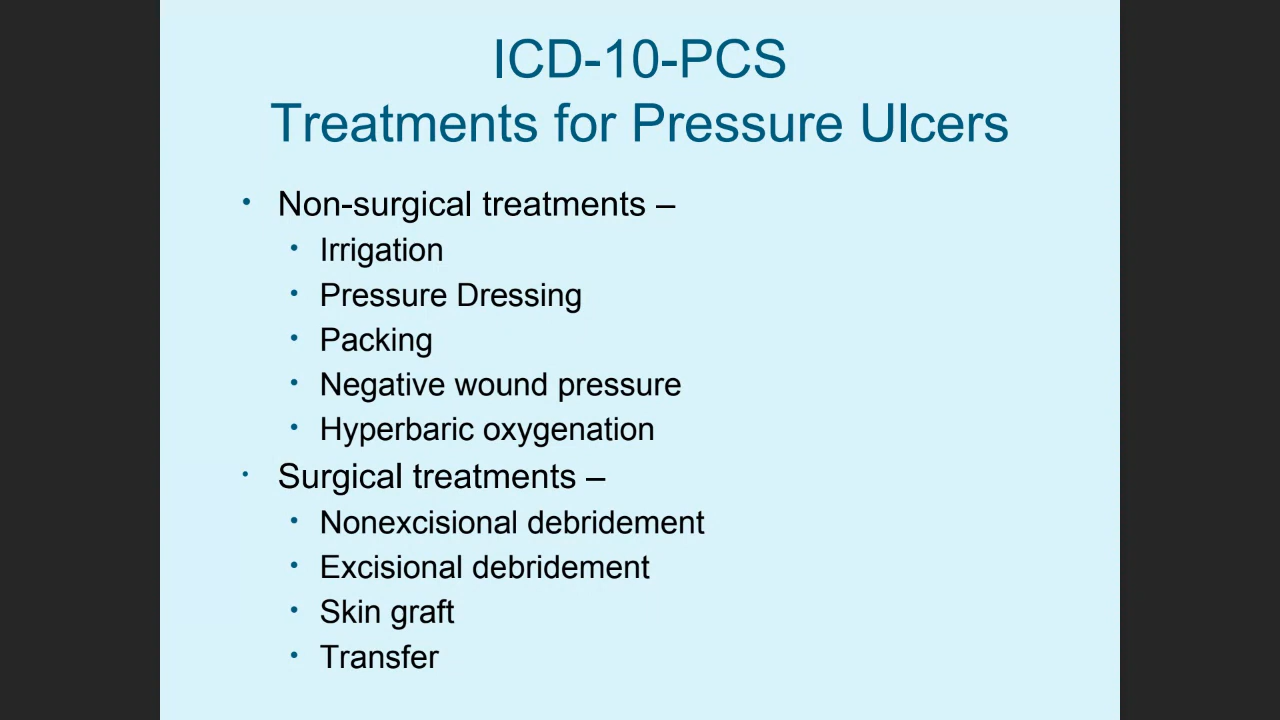 ICD-10-PCS
Treatments for Pressure Ulcers
• Non-surgical treatments –
• Irrigation
• Pressure Dressing
• Packing
• Negative wound pressure
• Hyperbaric oxygenation
• Surgical treatments –
• Nonexcisional debridement
• Excisional debridement
• Skin graft
• Transfer